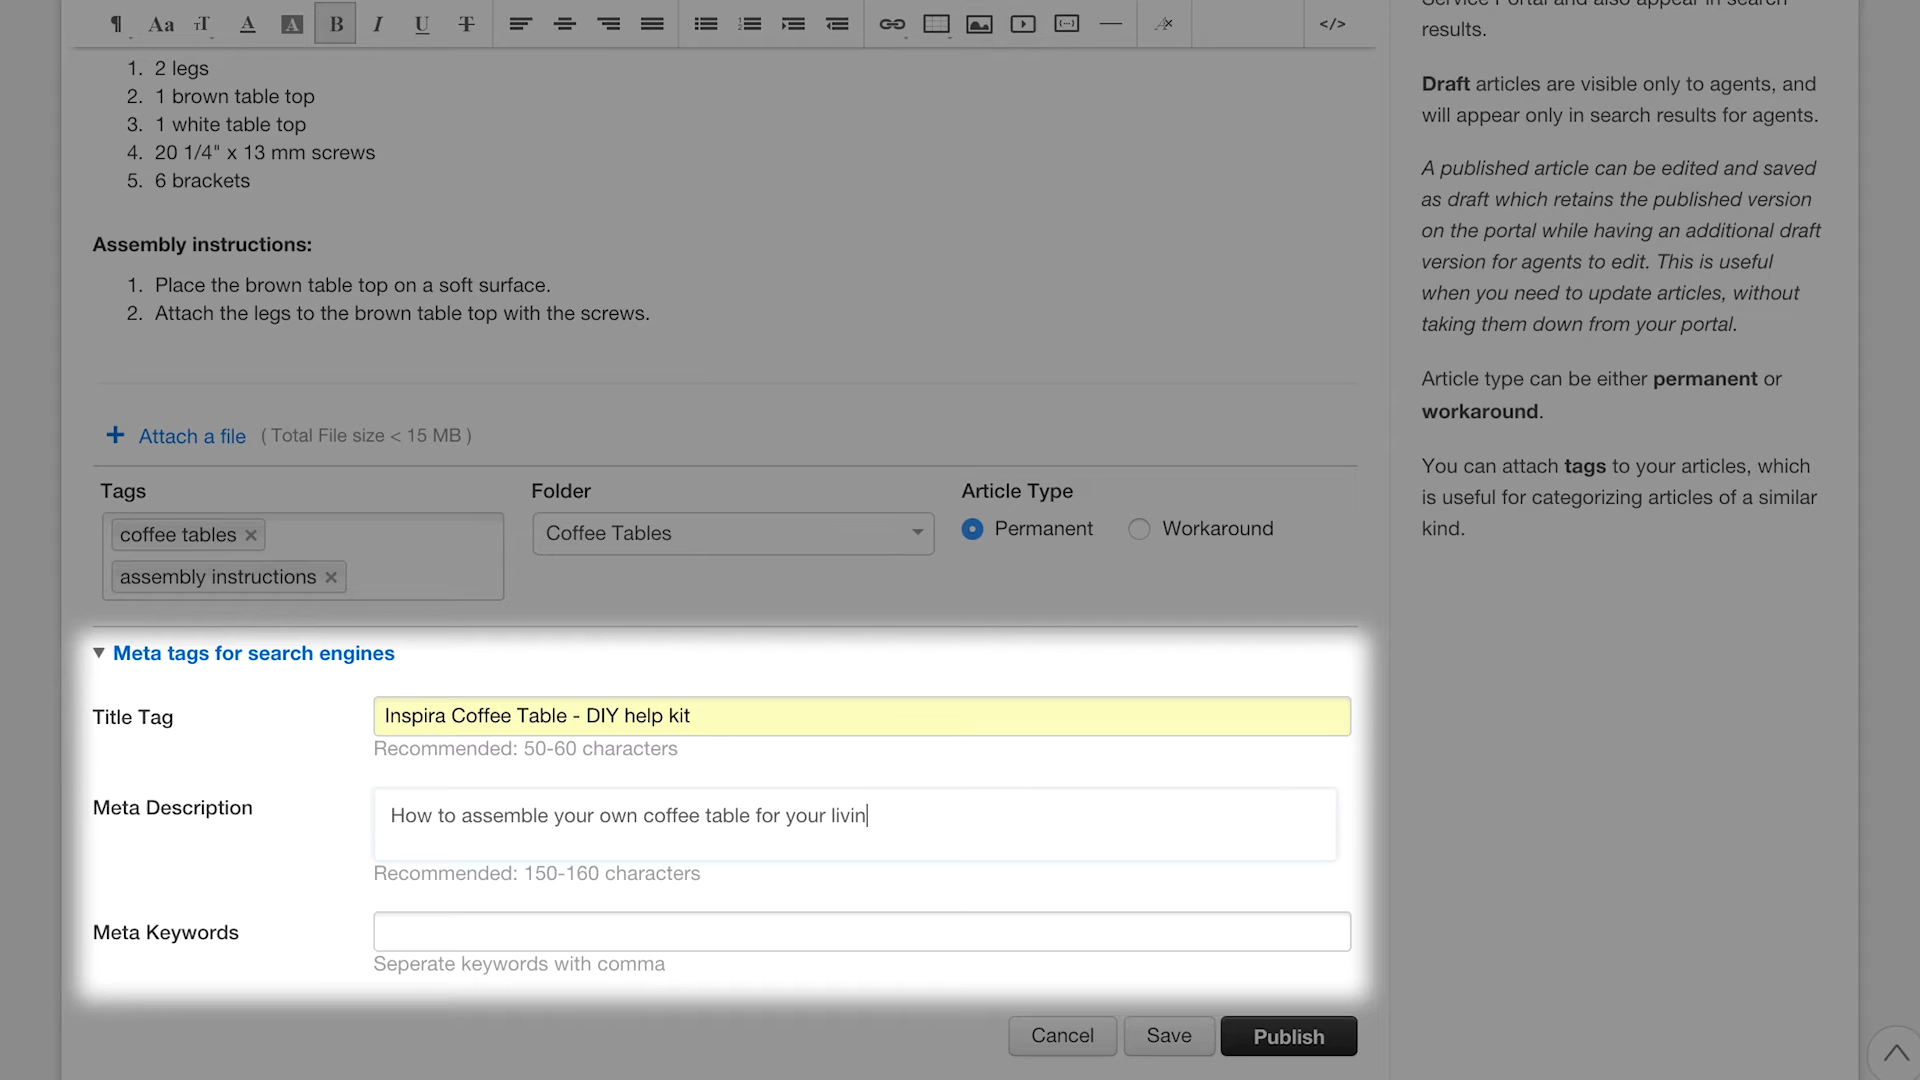 Aa
A
A
B
I
U
</>
1. 2 legs
2. 1 brown table top
3. 1 white table top
4. 20 1/4" x 13 mm screws
5. 6 brackets
Assembly instructions:
1. Place the brown table top on a soft surface.
2. Attach the legs to the brown table top with the screws.
+ Attach a file ( Total File size < 15 MB )
Tags
coffee tables ×
assembly instructions ×
Folder
Coffee Tables
Article Type
Permanent
Workaround
Meta tags for search engines
Title Tag
Inspira Coffee Table - DIY help kit
Recommended: 50-60 characters
Meta Description
How to assemble your own coffee table for your livin
Recommended: 150-160 characters
Meta Keywords
Seperate keywords with comma
Cancel
Save
Publish
Service Portal and also appear in search
results.
Draft articles are visible only to agents, and
will appear only in search results for agents.
A published article can be edited and saved
as draft which retains the published version
on the portal while having an additional draft
version for agents to edit. This is useful
when you need to update articles, without
taking them down from your portal.
Article type can be either permanent or
workaround.
You can attach tags to your articles, which
is useful for categorizing articles of a similar
kind.